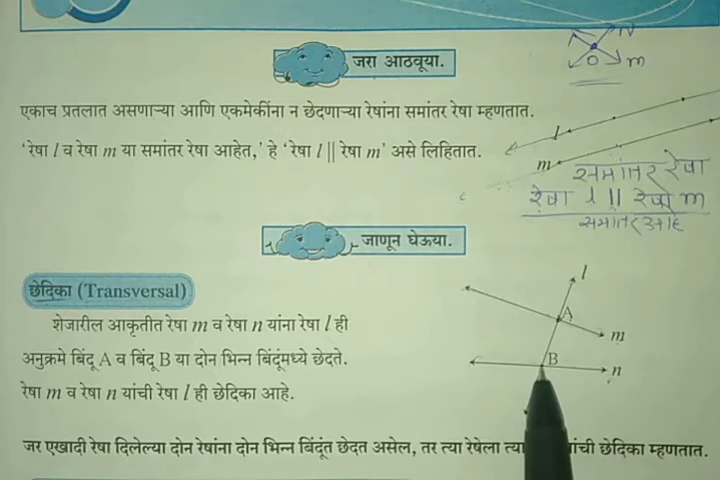 जरा आठवूया.
N
O m
एकाच प्रतलात असणाऱ्या आणि एकमेकींना न छेदणाऱ्या रेषांना समांतर रेषा म्हणतात.
'रेषा l व रेषा m या समांतर रेषा आहेत,' हे 'रेषा l || रेषा m' असे लिहितात.
l
m
समांतर रेषा
रेषा l || रेषा m
समांतर आहे
जाणून घेऊया.
छेदिका (Transversal)
शेजारील आकृतीत रेषा m व रेषा n यांना रेषा l ही
अनुक्रमे बिंदू A व बिंदू B या दोन भिन्न बिंदूंमध्ये छेदते.
रेषा m व रेषा n यांची रेषा l ही छेदिका आहे.
l
A
m
B
n
जर एखादी रेषा दिलेल्या दोन रेषांना दोन भिन्न बिंदूंत छेदत असेल, तर त्या रेषेला त्या छेदिका म्हणतात.